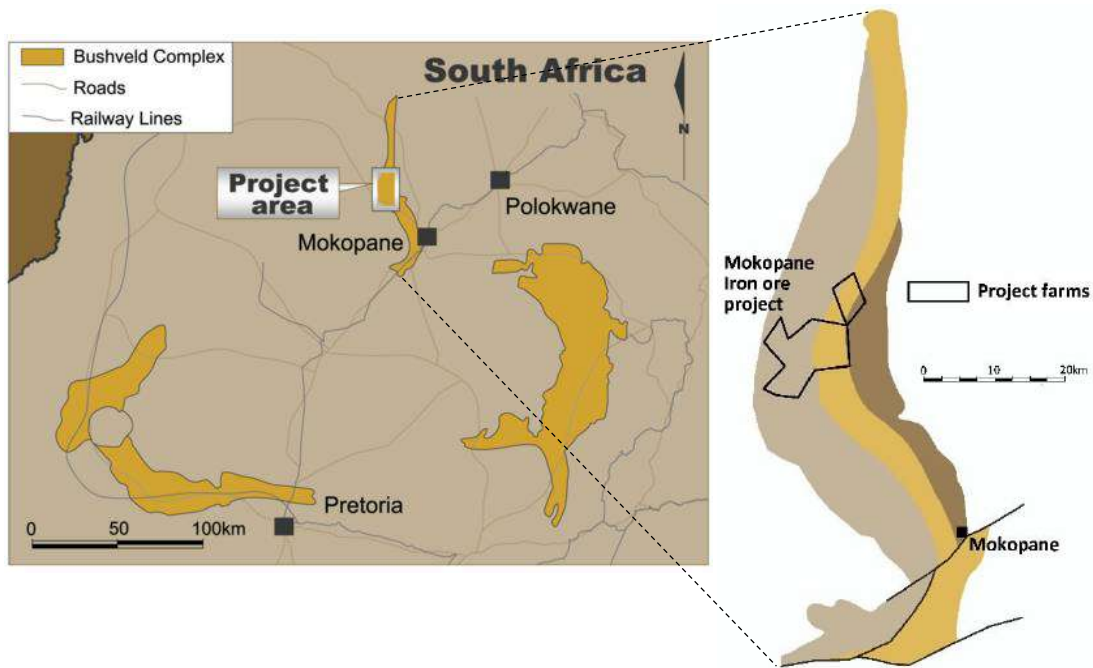 Bushveld Complex
Roads
Railway Lines
South Africa
N
Project
area
Polokwane
Mokopane
Pretoria
0 50 100km
Mokopane
Iron ore
project
Project farms
0 10 20km
Mokopane